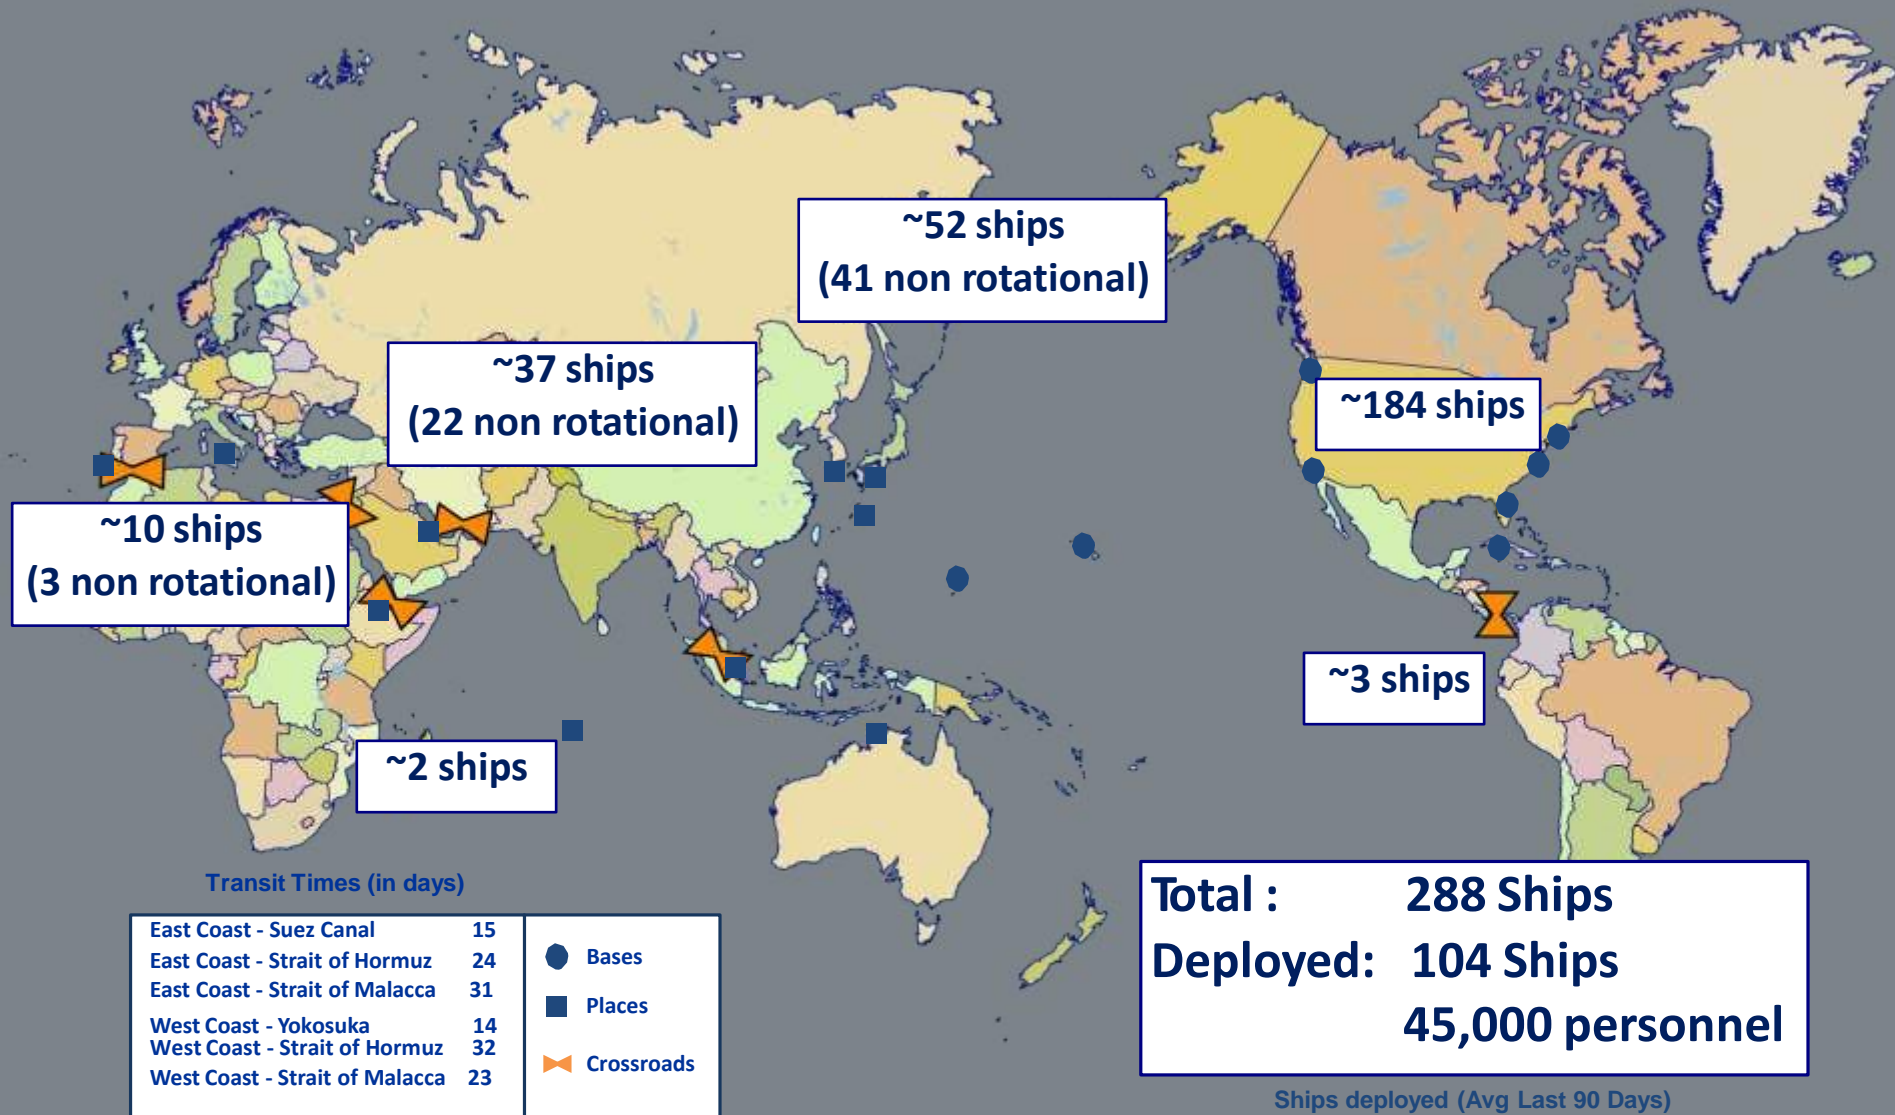 ~52 ships
(41 non rotational)
~37 ships
(22 non rotational)
~184 ships
~10 ships
(3 non rotational)
~3 ships
~2 ships
Transit Times (in days)
East Coast - Suez Canal 15
East Coast - Strait of Hormuz 24
East Coast - Strait of Malacca 31
West Coast - Yokosuka 14
West Coast - Strait of Hormuz 32
West Coast - Strait of Malacca 23
Bases
Places
Crossroads
Total : 288 Ships
Deployed: 104 Ships
45,000 personnel
Ships deployed (Avg Last 90 Days)